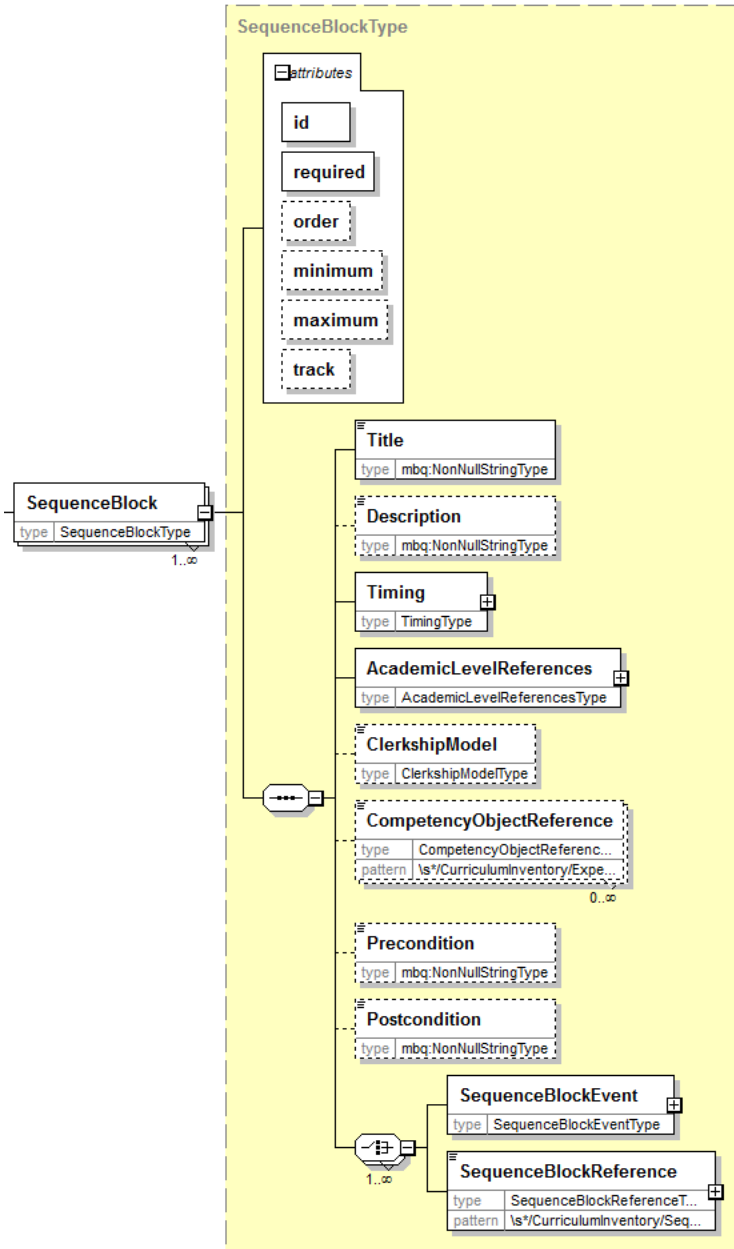 SequenceBlockType
attributes
id
required
order
minimum
maximum
track
Title
type mbq:NonNullStringType
SequenceBlock
type SequenceBlockType
1..∞
Description
type mbq:NonNullStringType
Timing
type TimingType
AcademicLevelReferences
type AcademicLevelReferencesType
ClerkshipModel
type ClerkshipModelType
CompetencyObjectReference
type CompetencyObjectReferenc...
pattern \s*/CurriculumInventory/Expe...
0..∞
Precondition
type mbq:NonNullStringType
Postcondition
type mbq:NonNullStringType
SequenceBlockEvent
type SequenceBlockEventType
1..∞
SequenceBlockReference
type SequenceBlockReferenceT...
pattern \s*/CurriculumInventory/Seq...